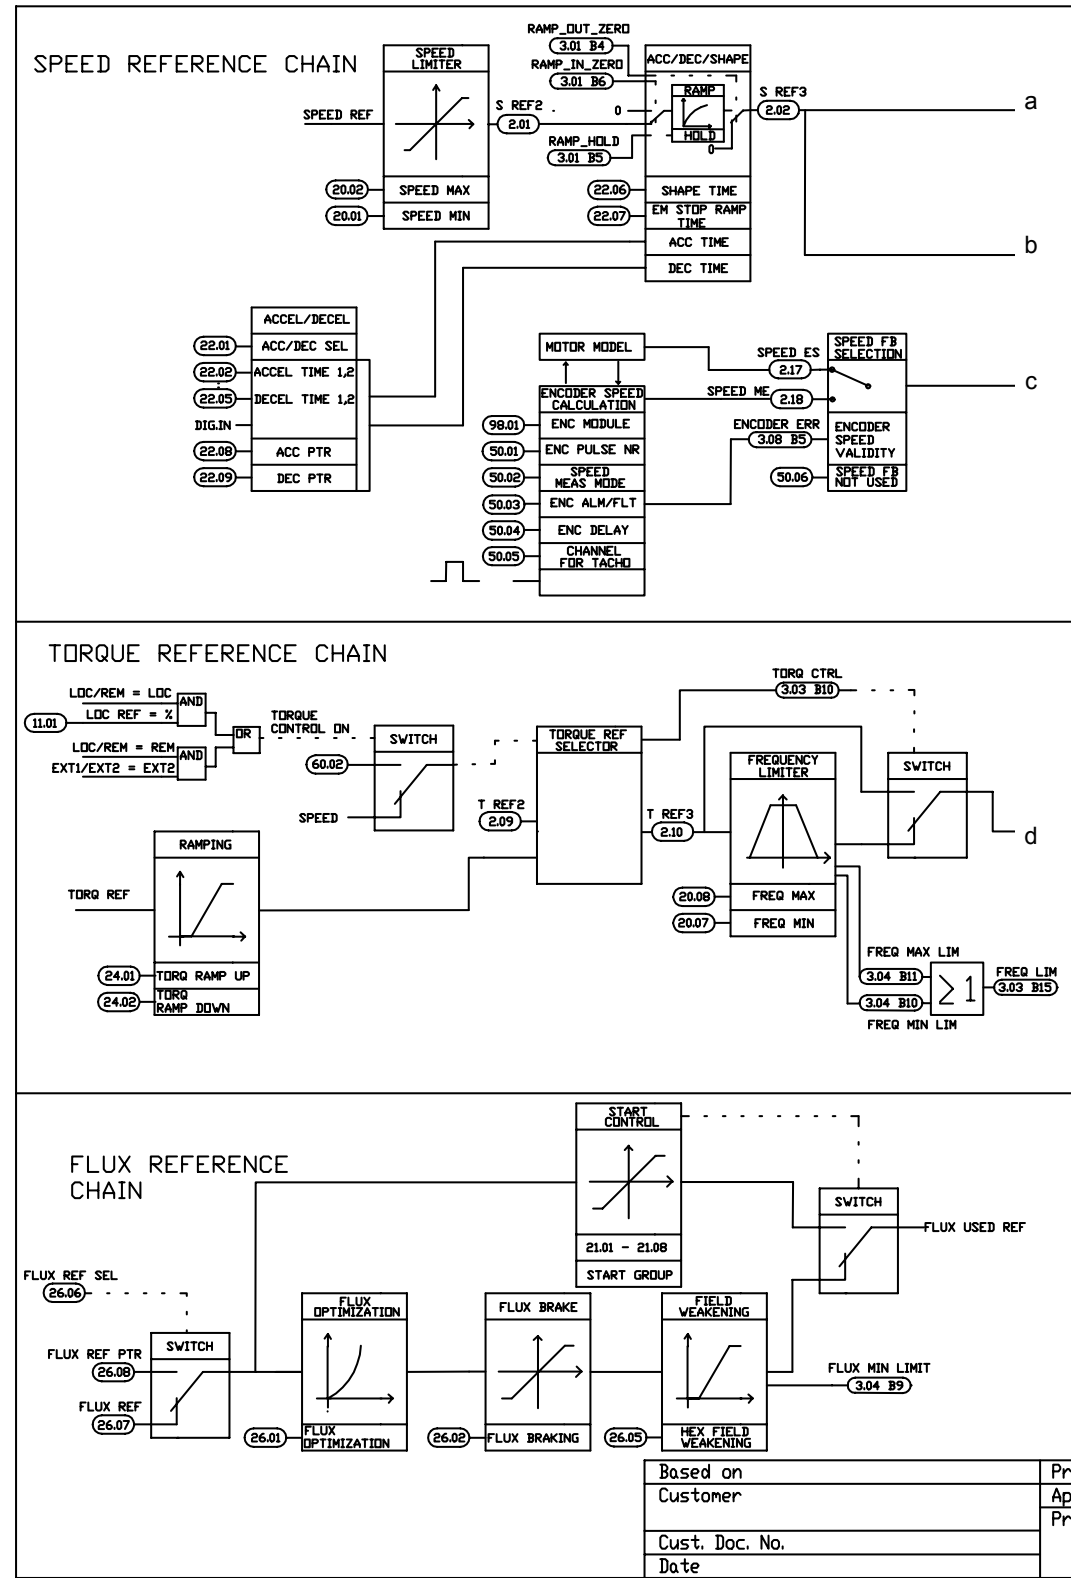 SPEED REFERENCE CHAIN
RAMP_OUT_ZERO
3.01 B4
RAMP_IN_ZERO
3.01 B6
SPEED
LIMITER
ACC/DEC/SHAPE
RAMP
HOLD
SPEED REF
S REF2
2.01
0
0
S REF3
2.02
a
RAMP_HOLD
3.01 B5
20.02
SPEED MAX
20.01
SPEED MIN
22.06
SHAPE TIME
22.07
EM STOP RAMP
TIME
ACC TIME
DEC TIME
b
ACCEL/DECEL
22.01
ACC/DEC SEL
22.02
ACCEL TIME 1,2
22.05
DECEL TIME 1,2
DIG.IN
22.08
ACC PTR
22.09
DEC PTR
MOTOR MODEL
ENCODER SPEED
CALCULATION
98.01
ENC MODULE
50.01
ENC PULSE NR
50.02
SPEED
MEAS MODE
50.03
ENC ALM/FLT
50.04
ENC DELAY
50.05
CHANNEL
FOR TACHO
SPEED ES
2.17
SPEED ME
2.18
ENCODER ERR
3.08 B5
50.06
SPEED FB
SELECTION
ENCODER
SPEED
VALIDITY
SPEED FB
NOT USED
c
TORQUE REFERENCE CHAIN
LOC/REM = LOC
11.01
LOC REF = %
AND
LOC/REM = REM
EXT1/EXT2 = EXT2
AND
OR
TORQUE
CONTROL ON
SWITCH
60.02
SPEED
TORQUE REF
SELECTOR
T REF2
2.09
TORQ CTRL
3.03 B10
T REF3
2.10
FREQUENCY
LIMITER
20.08
FREQ MAX
20.07
FREQ MIN
SWITCH
d
RAMPING
TORQ REF
24.01
TORQ RAMP UP
24.02
TORQ
RAMP DOWN
FREQ MAX LIM
3.04 B11
3.04 B10
FREQ MIN LIM
∑ 1
FREQ LIM
3.03 B15
FLUX REFERENCE
CHAIN
START
CONTROL
21.01 - 21.08
START GROUP
SWITCH
FLUX USED REF
FLUX REF SEL
26.06
SWITCH
FLUX REF PTR
26.08
FLUX REF
26.07
FLUX
OPTIMIZATION
26.01
FLUX
OPTIMIZATION
FLUX BRAKE
26.02
FLUX BRAKING
FIELD
WEAKENING
26.05
HEX FIELD
WEAKENING
FLUX MIN LIMIT
3.04 B9
Based on
Pr
Customer
Ap
Pr
Cust. Doc. No.
Date